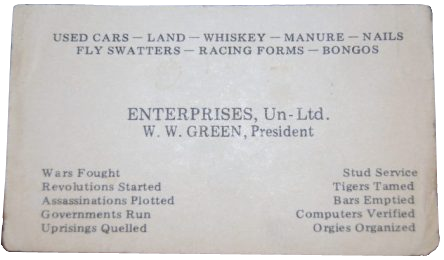 USED CARS — LAND — WHISKEY — MANURE — NAILS
FLY SWATTERS — RACING FORMS — BONGOS
ENTERPRISES, Un-Ltd.
W. W. GREEN, President
Wars Fought
Revolutions Started
Assassinations Plotted
Governments Run
Uprisings Quelled
Stud Service
Tigers Tamed
Bars Emptied
Computers Verified
Orgies Organized